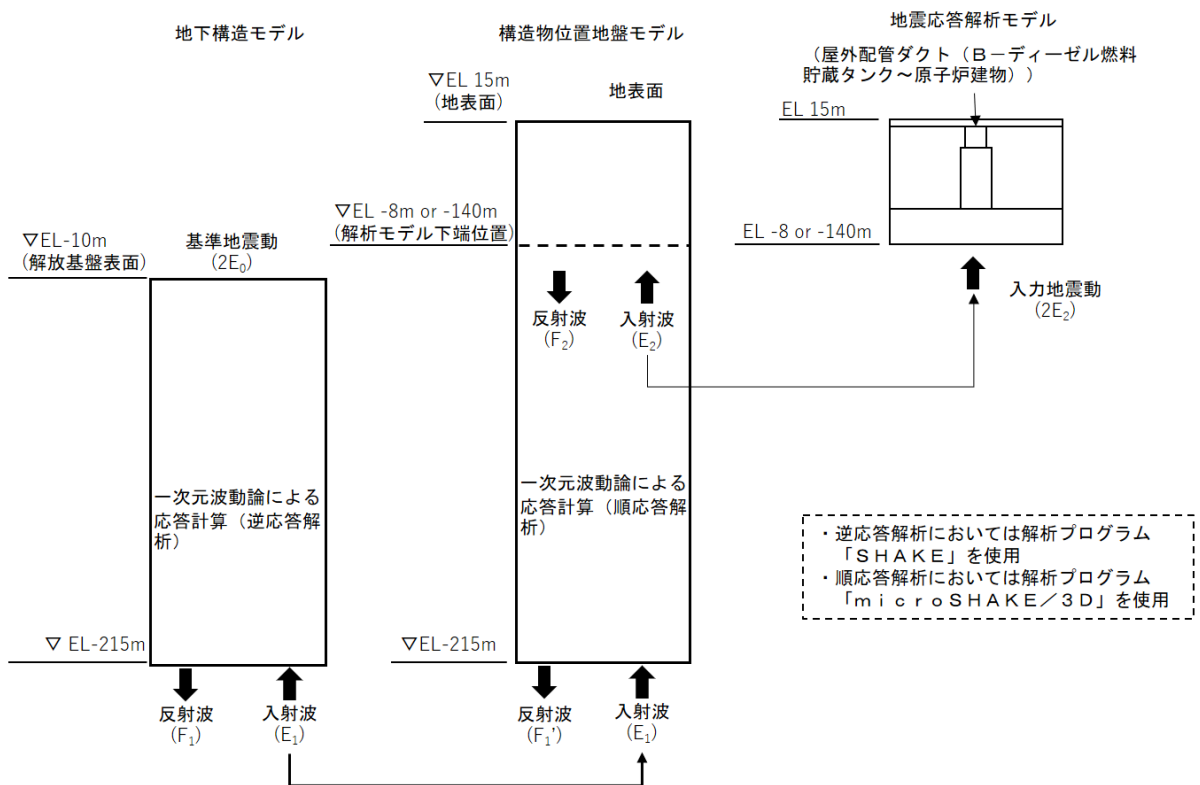 地下構造モデル
▽EL-10m
(解放基盤表面)
基準地震動
(2E₀)
一次元波動論による
応答計算（逆応答解
析）
▽ EL-215m
反射波
(F₁)
入射波
(E₁)
構造物位置地盤モデル
▽EL 15m
(地表面)
地表面
▽EL -8m or -140m
(解析モデル下端位置)
反射波
(F₂)
入射波
(E₂)
一次元波動論による
応答計算（順応答解
析）
▽EL-215m
反射波
(F₁’)
入射波
(E₁)
地震応答解析モデル
（屋外配管ダクト（Ｂ－ディーゼル燃料
貯蔵タンク～原子炉建物））
EL 15m
EL -8 or -140m
入力地震動
(2E₂)
・逆応答解析においては解析プログラム
「ＳＨＡＫＥ」を使用
・順応答解析においては解析プログラム
「ｍｉｃｒｏＳＨＡＫＥ／３Ｄ」を使用